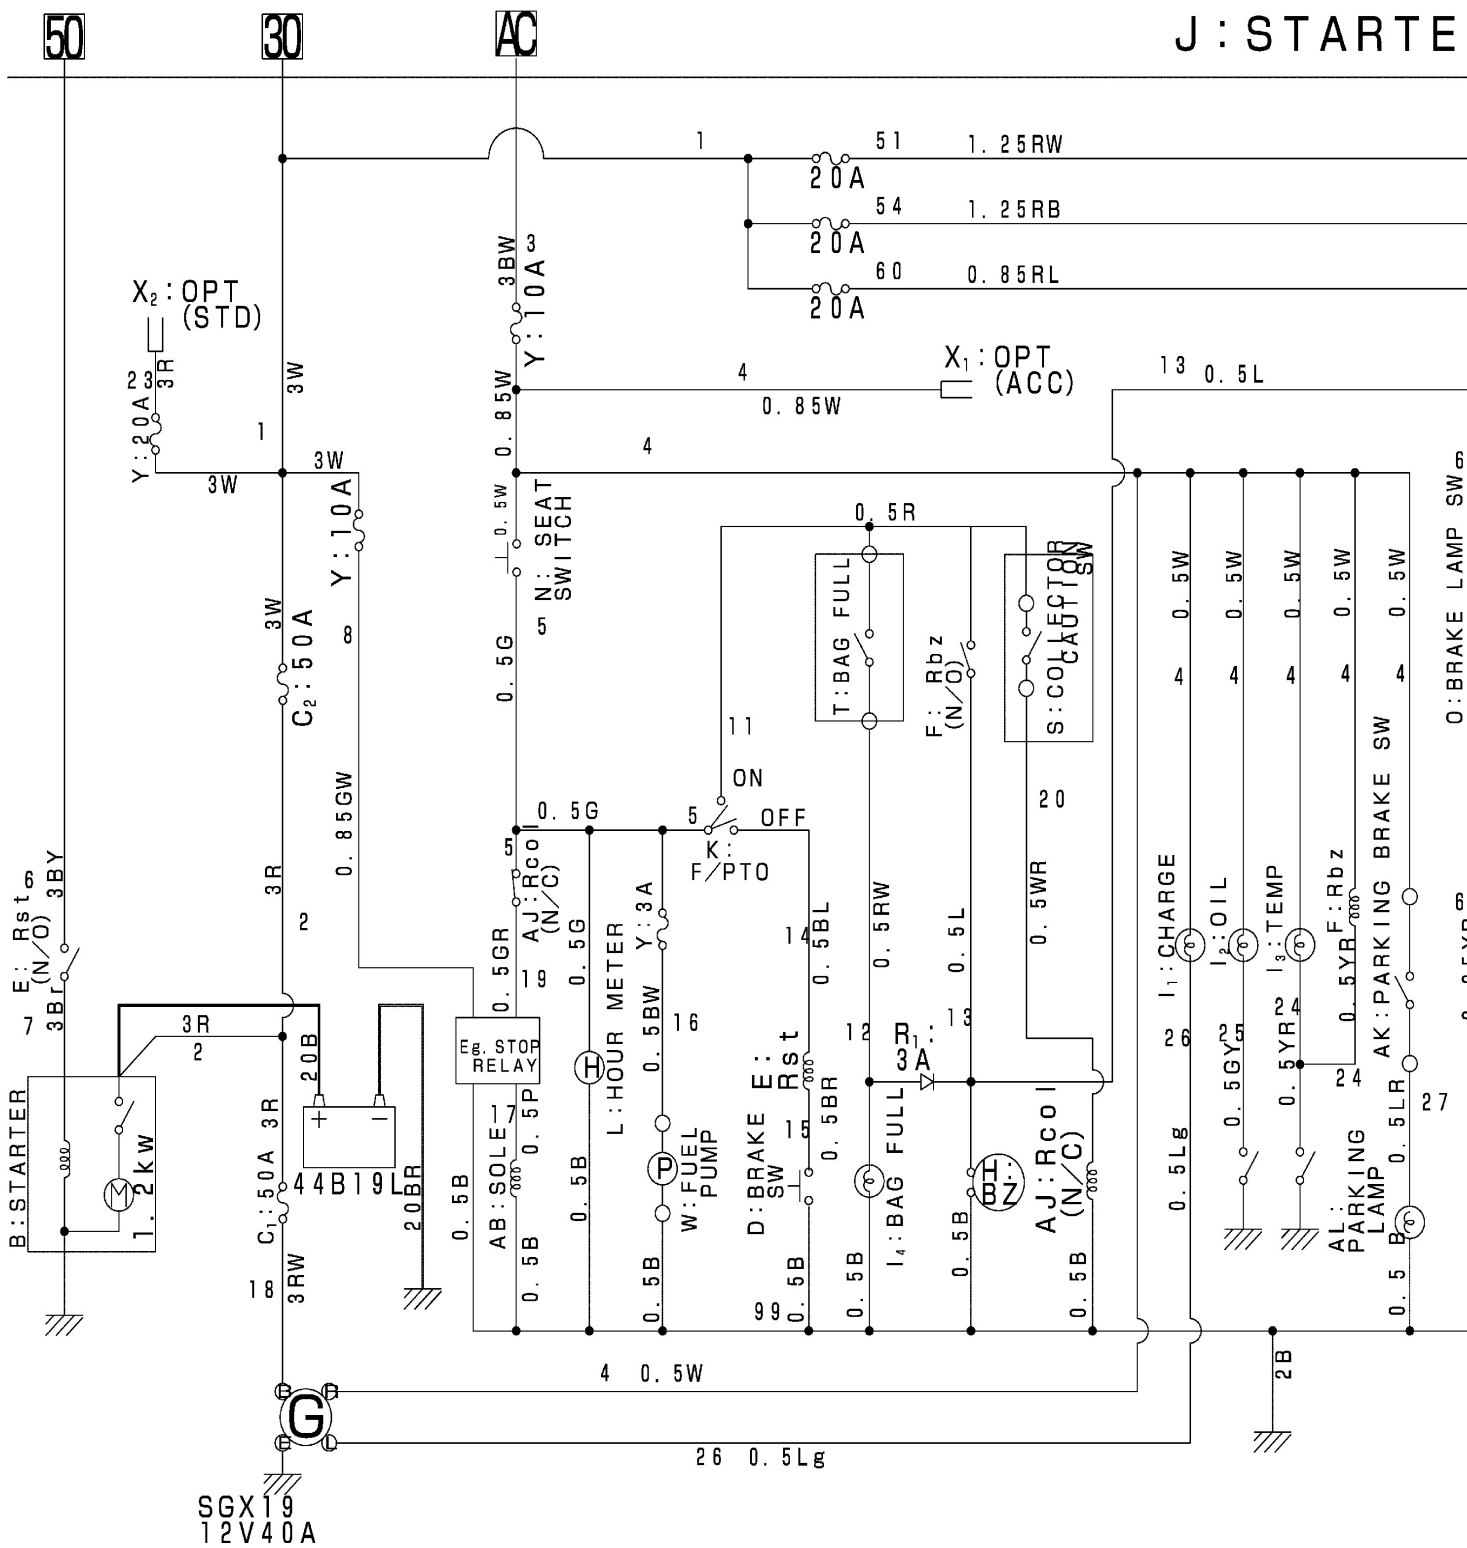 50
30
AC
J:STARTE
1
51
1.25RW
20A
54
1.25RB
20A
60
0.85RL
20A
3BW
3
Y:10A
X2:OPT
(STD)
23
3R
Y:20A
3W
1
3W
3W
Y:10A
0.85W
4
0.85W
X1:OPT
(ACC)
13
0.5L
4
0.5W
N:SEAT
SWITCH
5
0.5G
3W
C2:50A
8
0.85GW
0.5R
T:BAG FULL
F:Rbz
(N/O)
S:COLLECTOR
CAUTION
SW
0.5W
0.5W
0.5W
0.5W
0.5W
4
4
4
4
4
6
O:BRAKE LAMP SW
11
ON
OFF
5
K:
F/PTO
0.5G
5
AJ:Rcol
(N/C)
20
0.5WR
6
3BY
E:Rst
(N/O)
7
3Br
3R
2
3R
2
20B
0.5GR
19
Eg.STOP
RELAY
0.5G
H
L:HOUR METER
Y:3A
0.5BW
16
14
0.5BL
E:
Rst
0.5RW
12
0.5L
13
R1:
3A
I1:CHARGE
I2:OIL
I3:TEMP
F:Rbz
AK:PARKING BRAKE SW
6
26
25
0.5GY
24
0.5YR
0.5YR
24
0.5LR
27
B:STARTER
M
1.2kw
3R
C1:50A
+ −
44B19L
20BR
17
0.5P
AB:SOLE
0.5B
0.5B
0.5B
P
W:FUEL
PUMP
0.5B
15
0.5BR
D:BRAKE
SW
99
0.5B
I4:BAG FULL
0.5B
H:
BZ
0.5B
AJ:Rcol
(N/C)
0.5B
0.5Lg
AL:
PARKING
LAMP
0.5B
18
3RW
2B
4 0.5W
B
R
G
E
L
26 0.5Lg
SGX19
12V40A